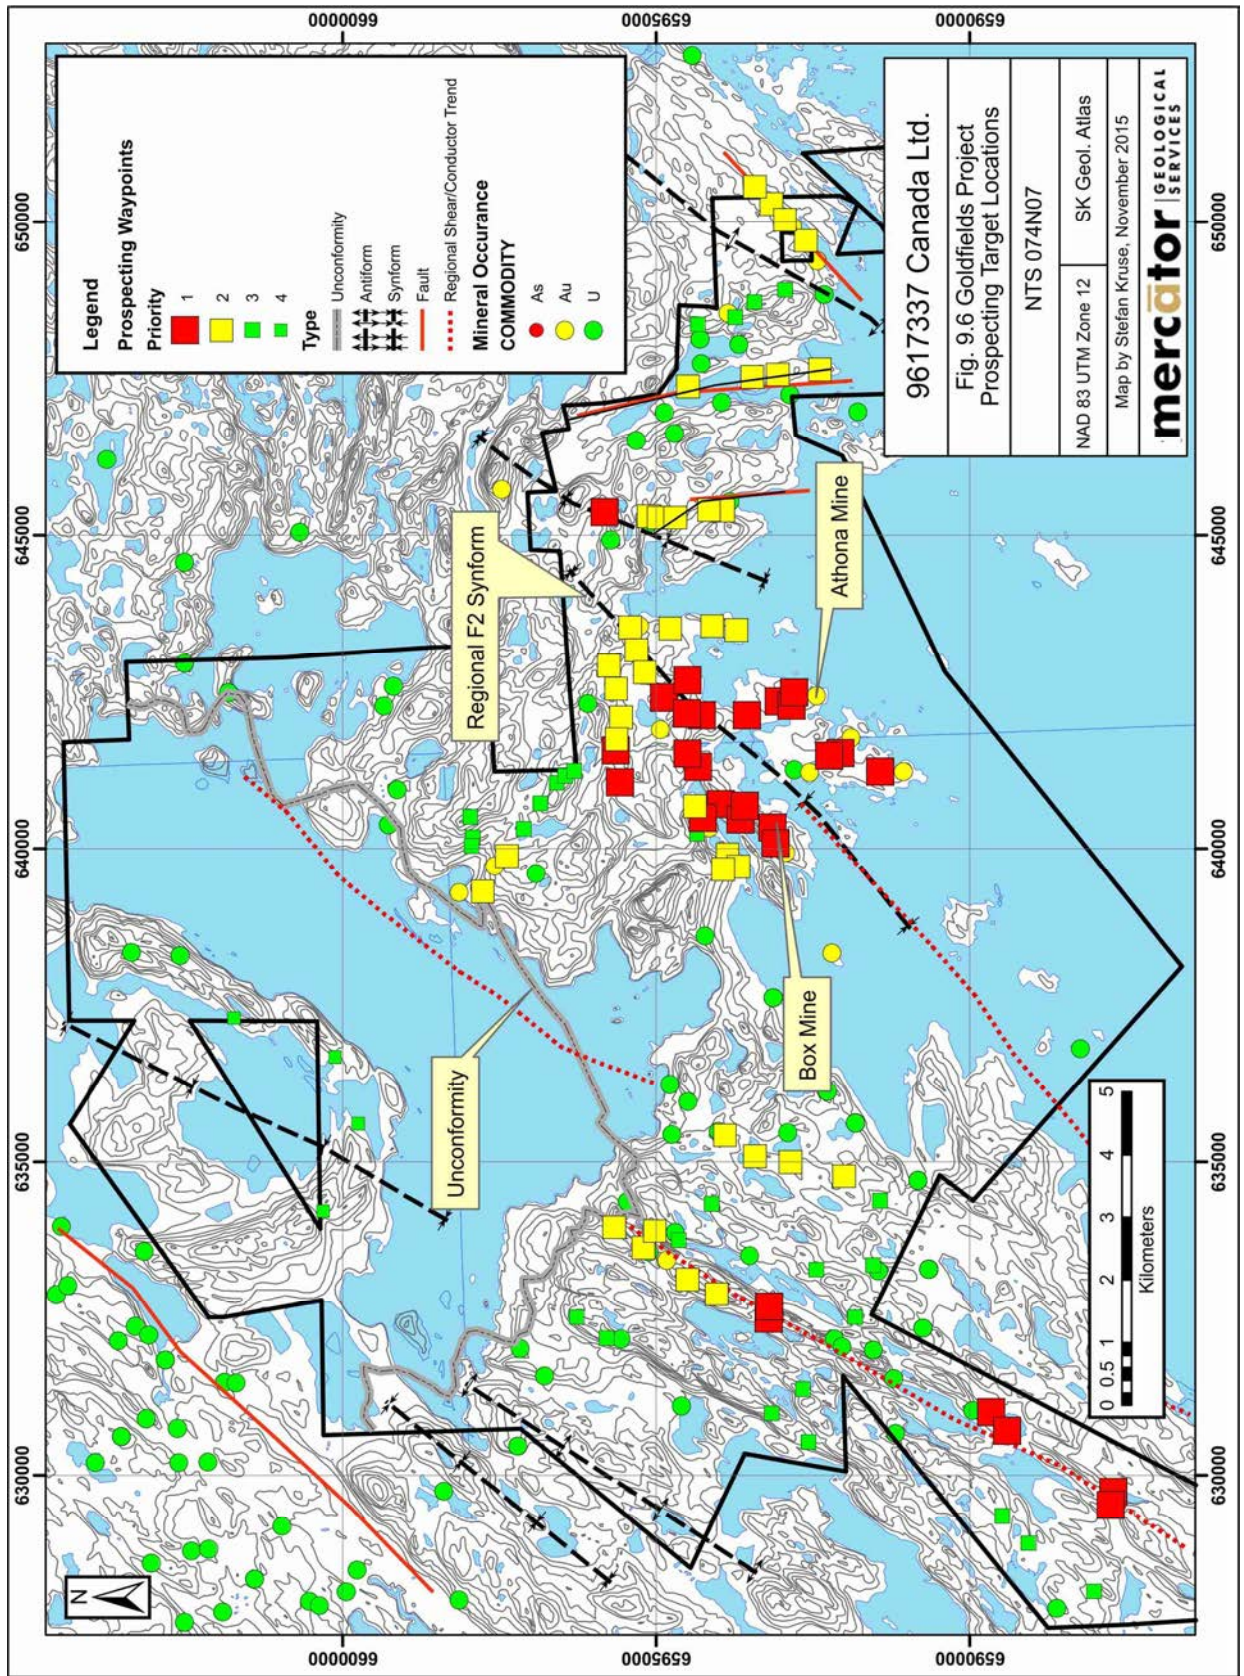 N
6600000
6595000
6590000
6600000
6595000
6590000
630000
635000
640000
645000
650000
Legend
Prospecting Waypoints
Priority
1
2
3
4
Type
Unconformity
Antiform
Synform
Fault
Regional Shear/Conductor Trend
Mineral Occurance
COMMODITY
As
Au
U
Unconformity
Regional F2 Synform
Box Mine
Athona Mine
0 0.5 1 2 3 4 5
Kilometers
9617337 Canada Ltd.
Fig. 9.6 Goldfields Project
Prospecting Target Locations
NTS 074N07
NAD 83 UTM Zone 12
SK Geol. Atlas
Map by Stefan Kruse, November 2015
mercātor GEOLOGICAL
SERVICES